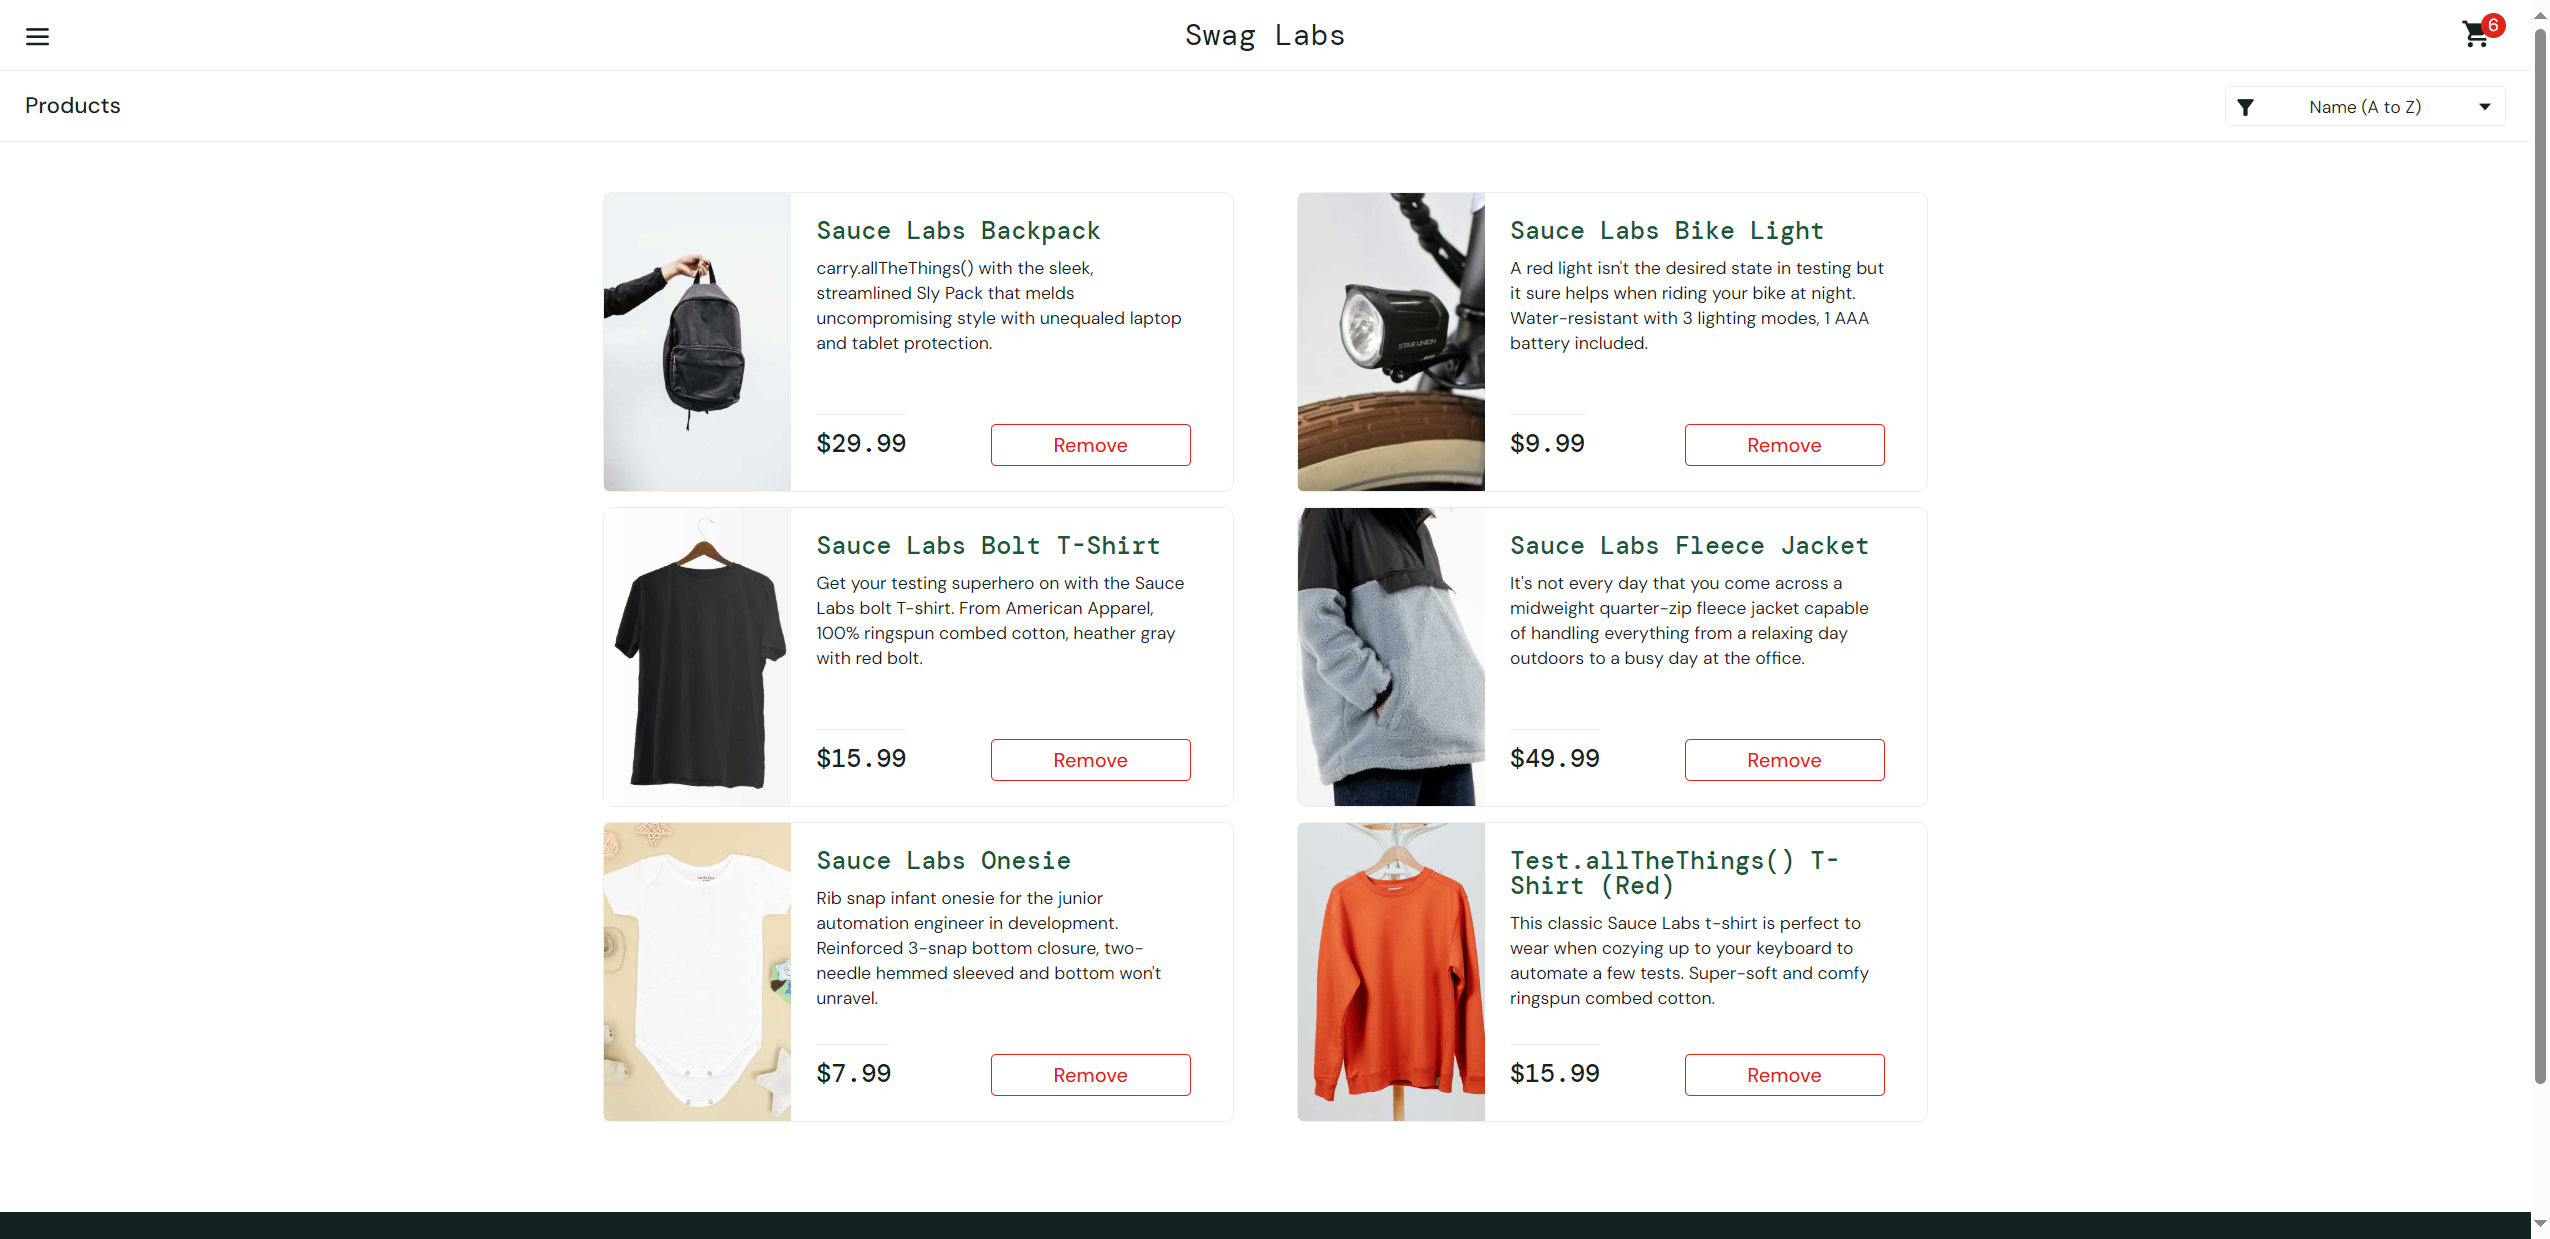 Swag Labs
6
Products
Name (A to Z)
Sauce Labs Backpack
carry.allTheThings() with the sleek,
streamlined Sly Pack that melds
uncompromising style with unequaled laptop
and tablet protection.
$29.99
Remove
Sauce Labs Bike Light
A red light isn't the desired state in testing but
it sure helps when riding your bike at night.
Water-resistant with 3 lighting modes, 1 AAA
battery included.
$9.99
Remove
STAR UNION
Sauce Labs Bolt T-Shirt
Get your testing superhero on with the Sauce
Labs bolt T-shirt. From American Apparel,
100% ringspun combed cotton, heather gray
with red bolt.
$15.99
Remove
Sauce Labs Fleece Jacket
It's not every day that you come across a
midweight quarter-zip fleece jacket capable
of handling everything from a relaxing day
outdoors to a busy day at the office.
$49.99
Remove
Sauce Labs Onesie
Rib snap infant onesie for the junior
automation engineer in development.
Reinforced 3-snap bottom closure, two-
needle hemmed sleeved and bottom won't
unravel.
$7.99
Remove
Test.allTheThings() T-
Shirt (Red)
This classic Sauce Labs t-shirt is perfect to
wear when cozying up to your keyboard to
automate a few tests. Super-soft and comfy
ringspun combed cotton.
$15.99
Remove